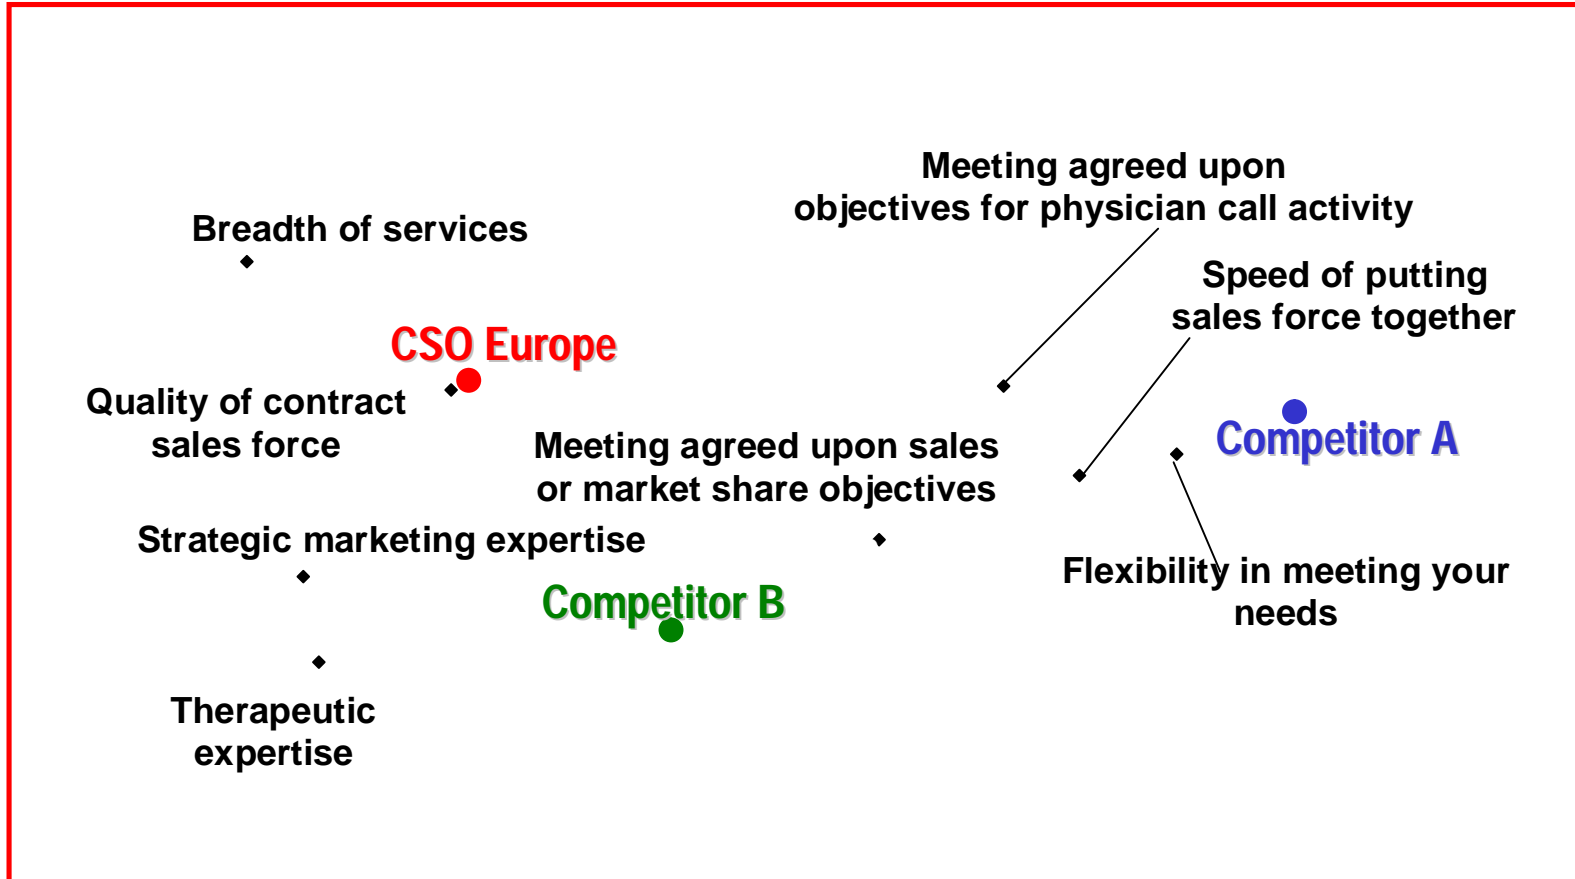 Meeting agreed upon
objectives for physician call activity
Breadth of services
Speed of putting
sales force together
CSO Europe
Quality of contract
sales force
Competitor A
Meeting agreed upon sales
or market share objectives
Strategic marketing expertise
Flexibility in meeting your
needs
Competitor B
Therapeutic
expertise